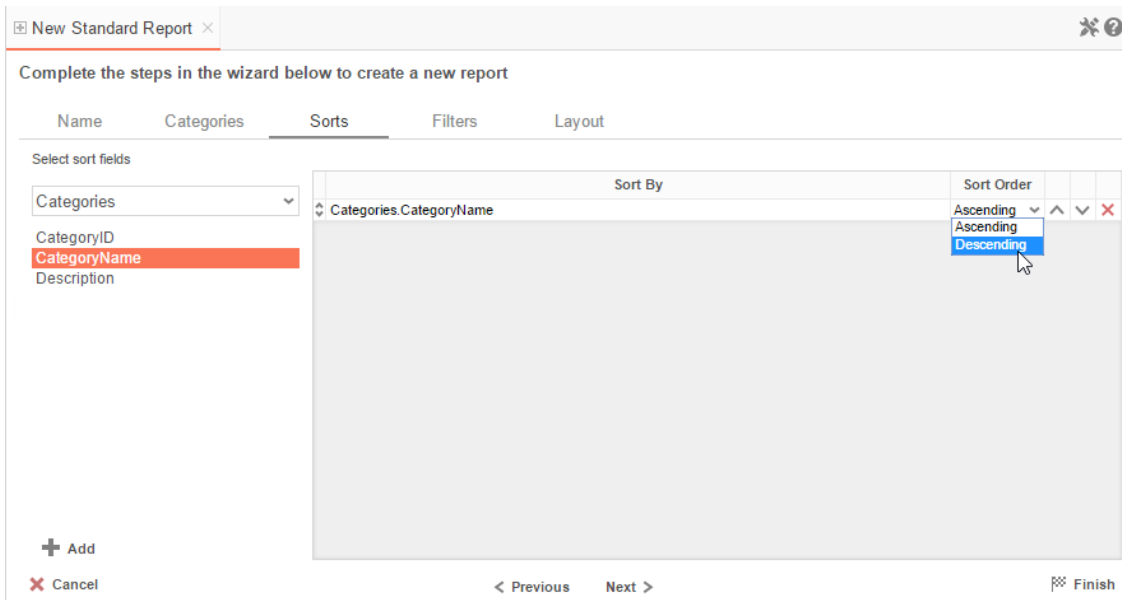 New Standard Report
Complete the steps in the wizard below to create a new report
Name Categories Sorts Filters Layout
Select sort fields
Categories
CategoryID
CategoryName
Description
Sort By Sort Order
Categories.CategoryName Ascending
Ascending
Descending
Add
Cancel < Previous Next > Finish